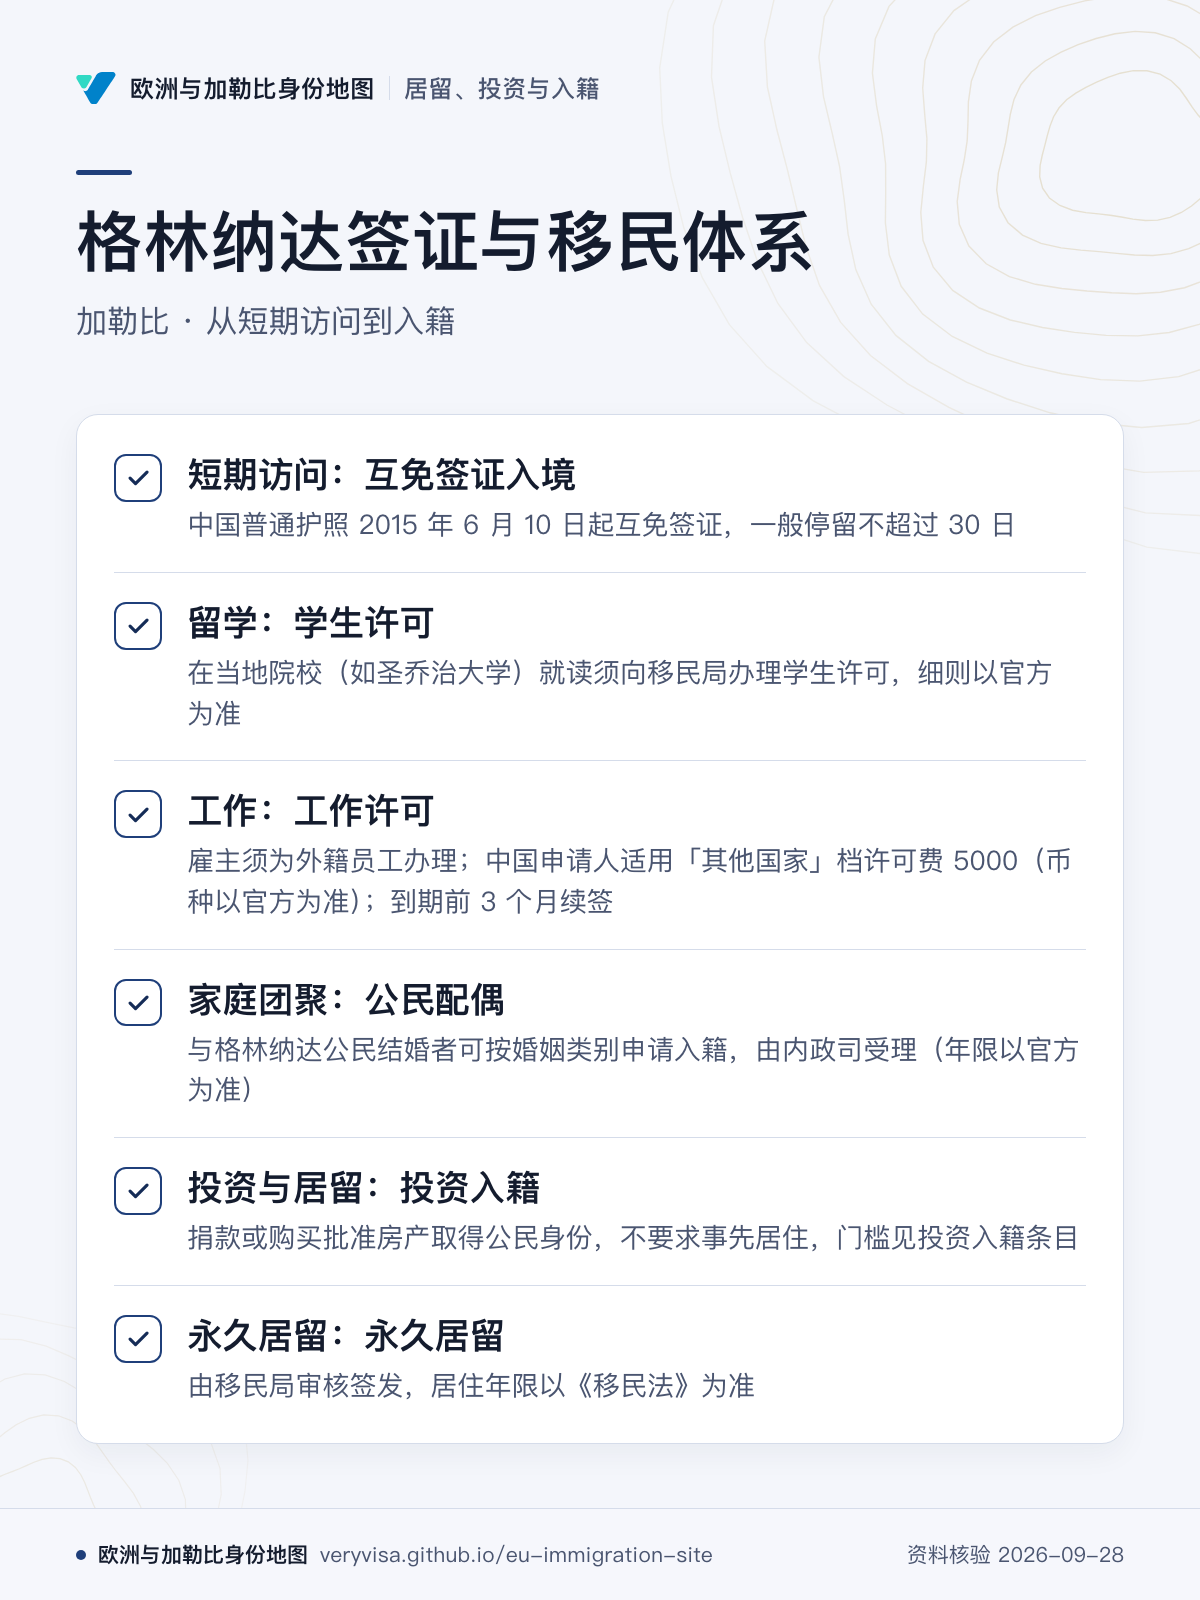 欧洲与加勒比身份地图 居留、投资与入籍
格林纳达签证与移民体系
加勒比 · 从短期访问到入籍
短期访问：互免签证入境
中国普通护照 2015 年 6 月 10 日起互免签证，一般停留不超过 30 日
留学：学生许可
在当地院校（如圣乔治大学）就读须向移民局办理学生许可，细则以官方
为准
工作：工作许可
雇主须为外籍员工办理；中国申请人适用「其他国家」档许可费 5000（币
种以官方为准）；到期前 3 个月续签
家庭团聚：公民配偶
与格林纳达公民结婚者可按婚姻类别申请入籍，由内政司受理（年限以官方
为准）
投资与居留：投资入籍
捐款或购买批准房产取得公民身份，不要求事先居住，门槛见投资入籍条目
永久居留：永久居留
由移民局审核签发，居住年限以《移民法》为准
欧洲与加勒比身份地图 veryvisa.github.io/eu-immigration-site 资料核验 2026-09-28